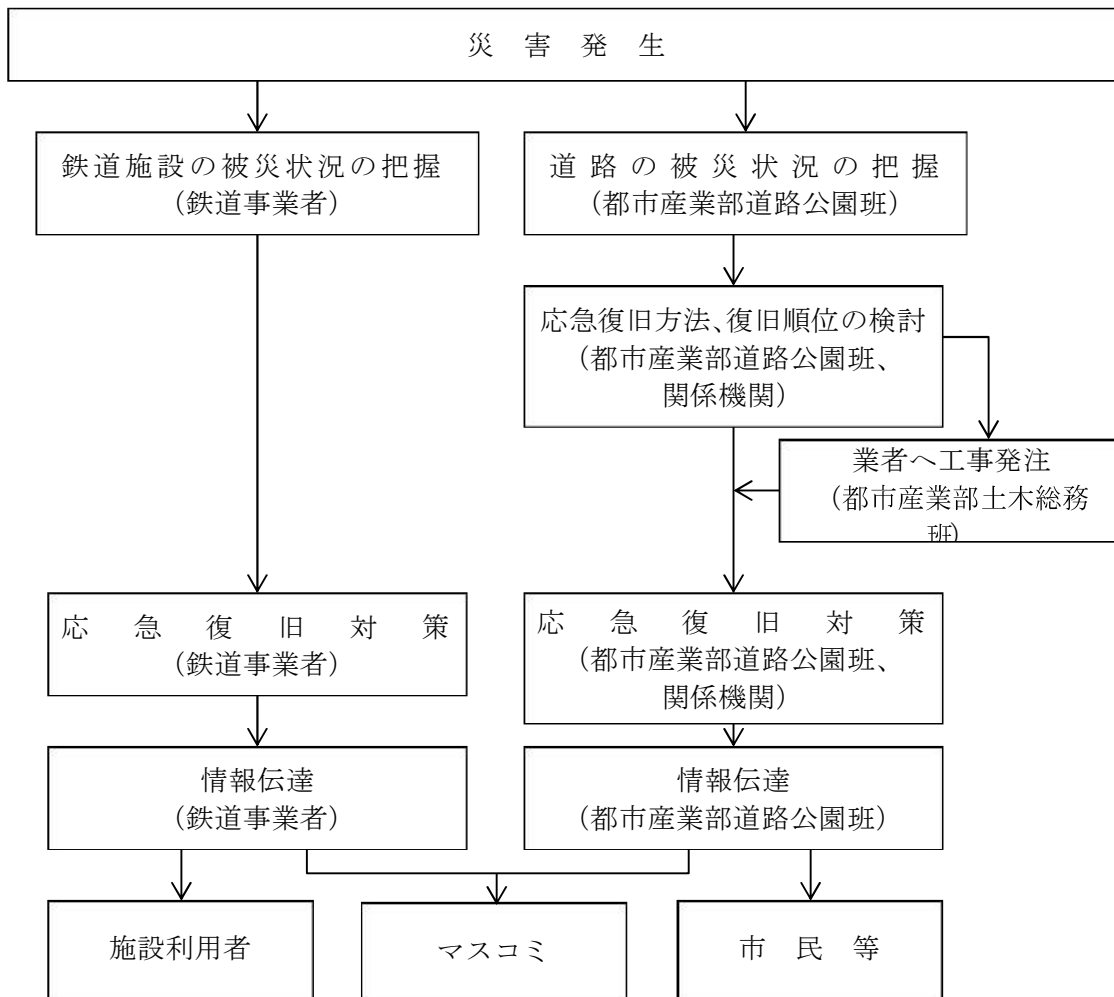 災害発生
鉄道施設の被災状況の把握
（鉄道事業者）
道路の被災状況の把握
（都市産業部道路公園班）
応急復旧方法、復旧順位の検討
（都市産業部道路公園班、
関係機関）
業者へ工事発注
（都市産業部土木総務
班）
応急復旧対策
（鉄道事業者）
応急復旧対策
（都市産業部道路公園班、
関係機関）
情報伝達
（鉄道事業者）
情報伝達
（都市産業部道路公園班）
施設利用者
マスコミ
市民等